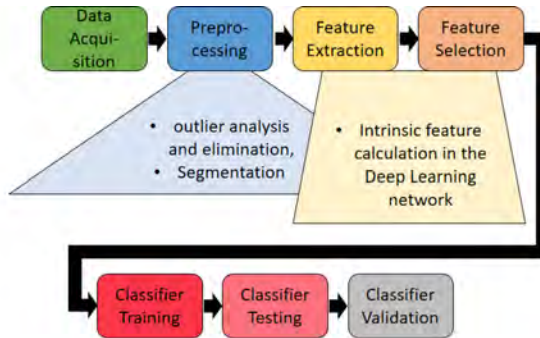 Data
Acqui-
sition
Prepro-
cessing
Feature
Extraction
Feature
Selection
• outlier analysis
and elimination,
• Segmentation
• Intrinsic feature
calculation in the
Deep Learning
network
Classifier
Training
Classifier
Testing
Classifier
Validation